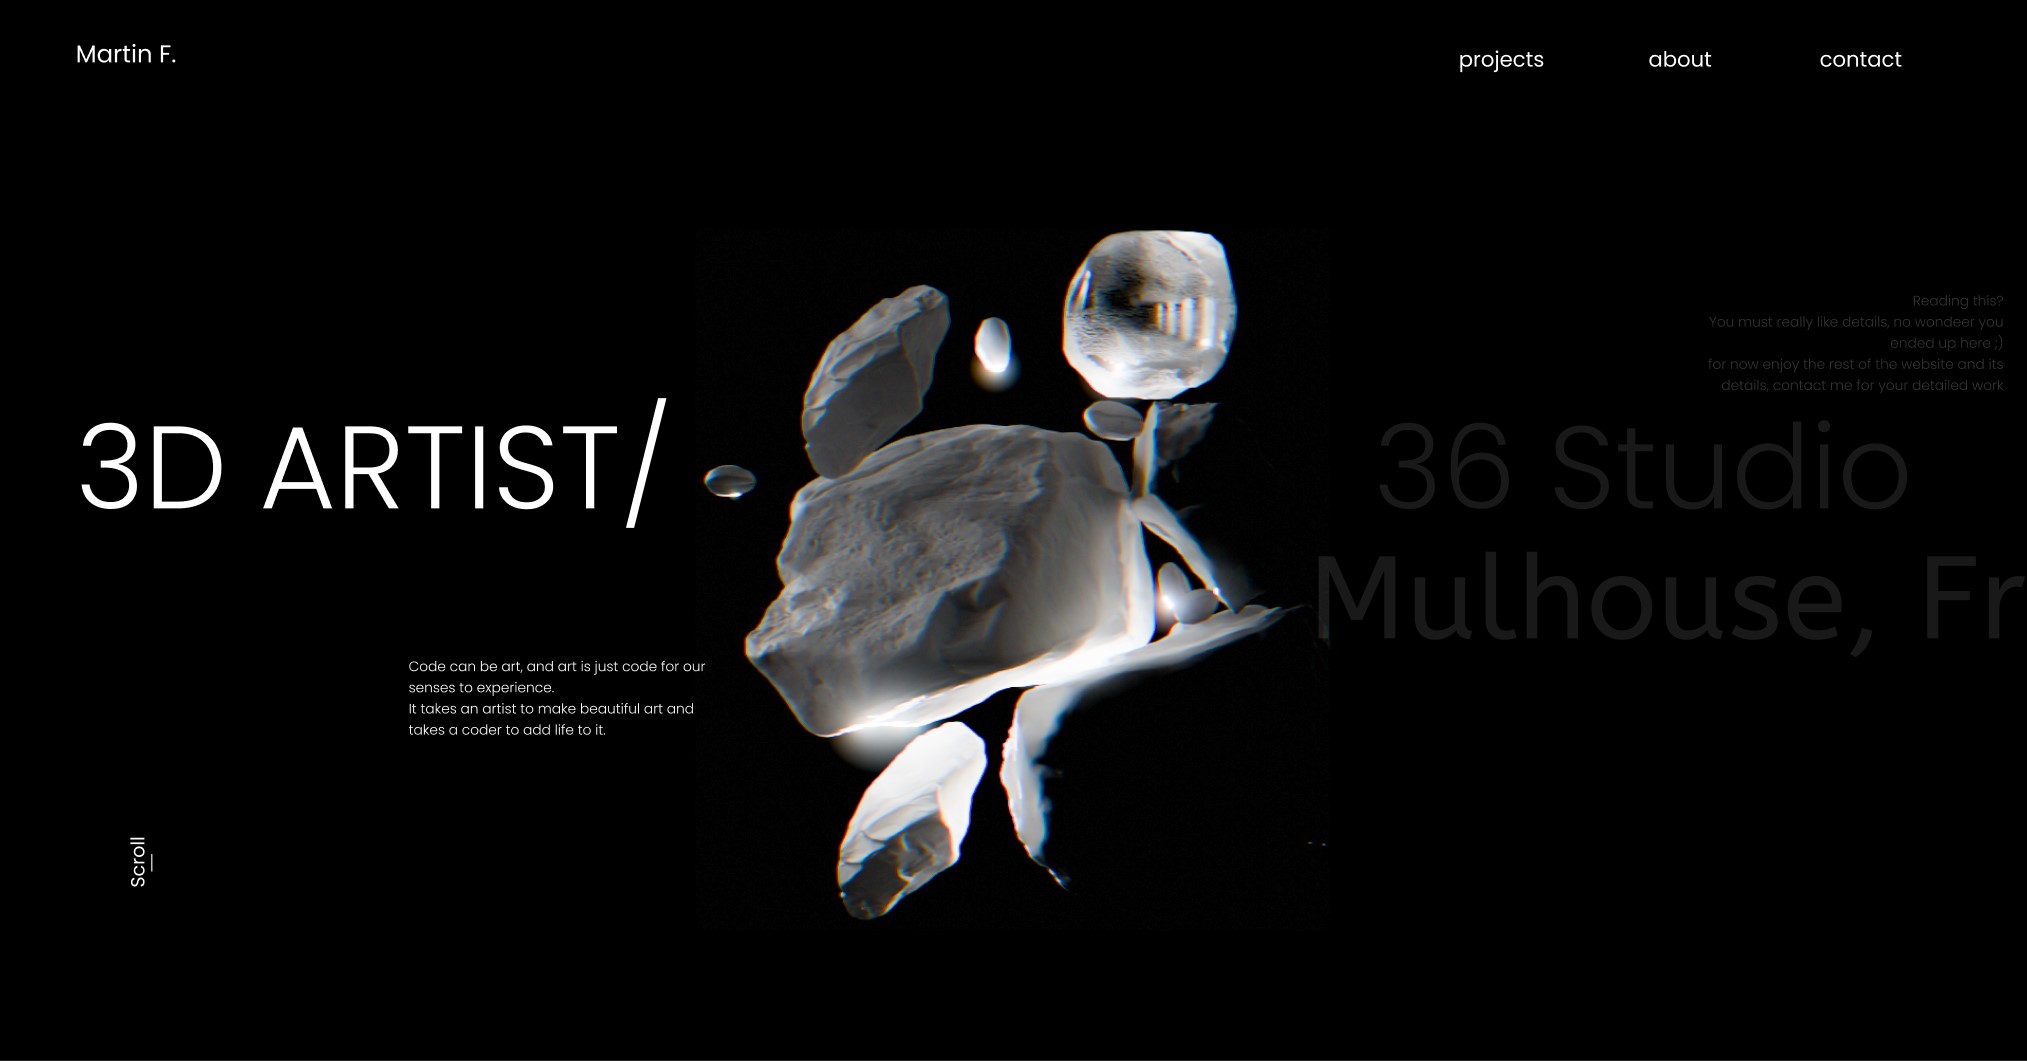 Martin F.
projects
about
contact
Reading this?
You must really like details, no wondeer you
ended up here ;)
for now enjoy the rest of the website and its
details, contact me for your detailed work
3D ARTIST/
36 Studio
Mulhouse, Fr
Code can be art, and art is just code for our
senses to experience.
It takes an artist to make beautiful art and
takes a coder to add life to it.
Scroll